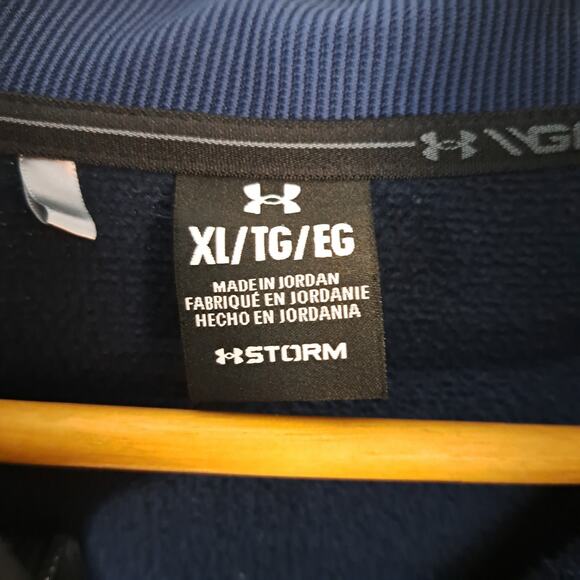 XL/TG/EG
MADE IN JORDAN
FABRIQUÉ EN JORDANIE
HECHO EN JORDANIA
STORM